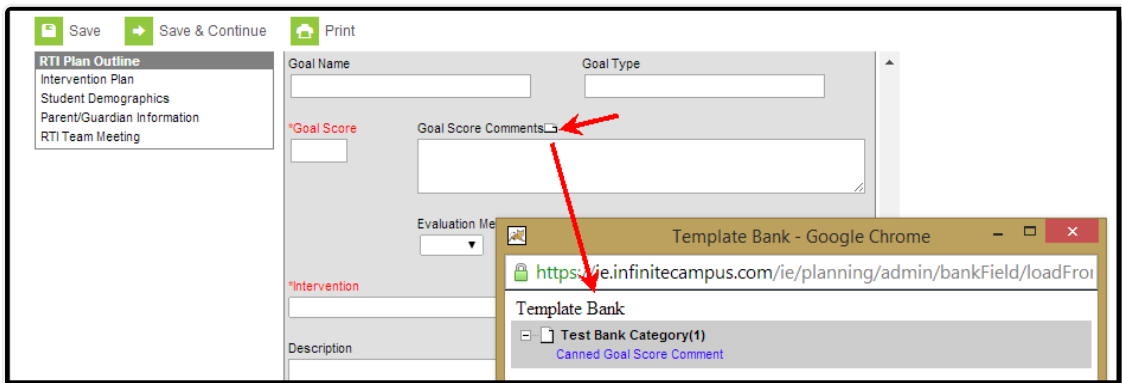 Save Save & Continue Print
RTI Plan Outline
Intervention Plan
Student Demographics
Parent/Guardian Information
RTI Team Meeting
Goal Name Goal Type
*Goal Score Goal Score Comments
Evaluation Me
*Intervention
Description
Template Bank - Google Chrome
https://ie.infinitecampus.com/ie/planning/admin/bankField/loadFro
Template Bank
Test Bank Category(1)
Canned Goal Score Comment